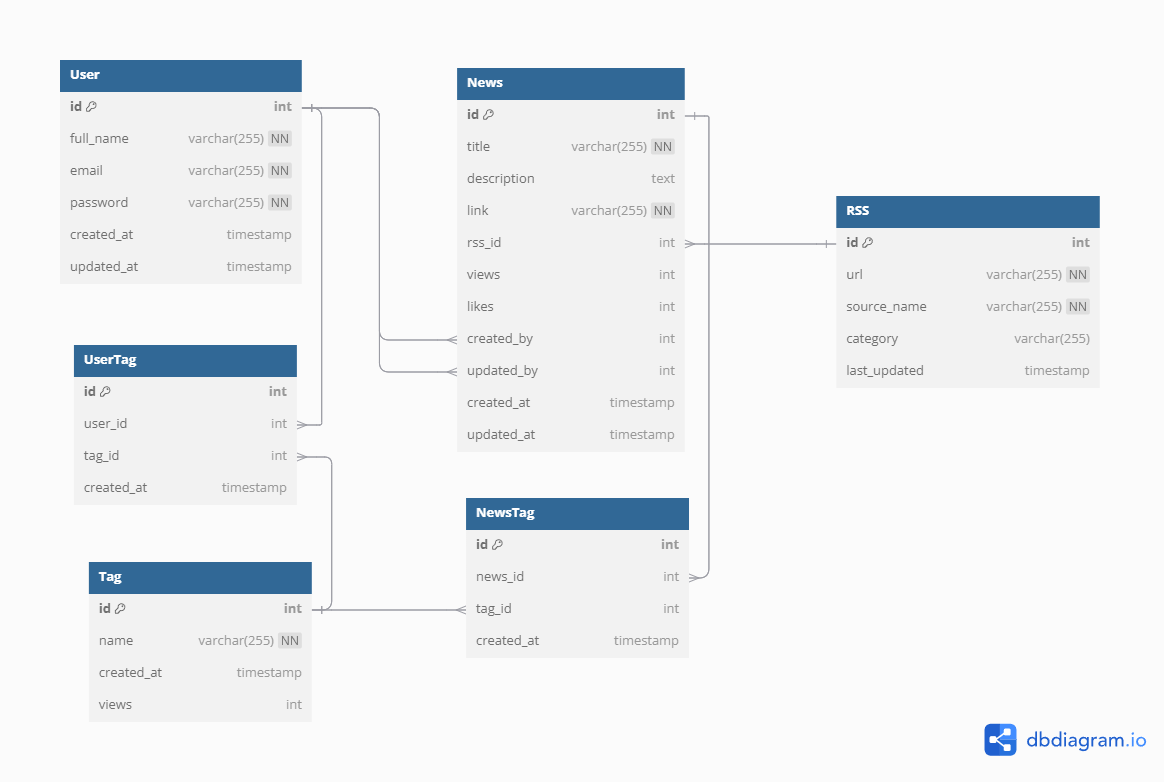 User
id int
full_name varchar(255) NN
email varchar(255) NN
password varchar(255) NN
created_at timestamp
updated_at timestamp
UserTag
id int
user_id int
tag_id int
created_at timestamp
Tag
id int
name varchar(255) NN
created_at timestamp
views int
News
id int
title varchar(255) NN
description text
link varchar(255) NN
rss_id int
views int
likes int
created_by int
updated_by int
created_at timestamp
updated_at timestamp
NewsTag
id int
news_id int
tag_id int
created_at timestamp
RSS
id int
url varchar(255) NN
source_name varchar(255) NN
category varchar(255)
last_updated timestamp
dbdiagram.io